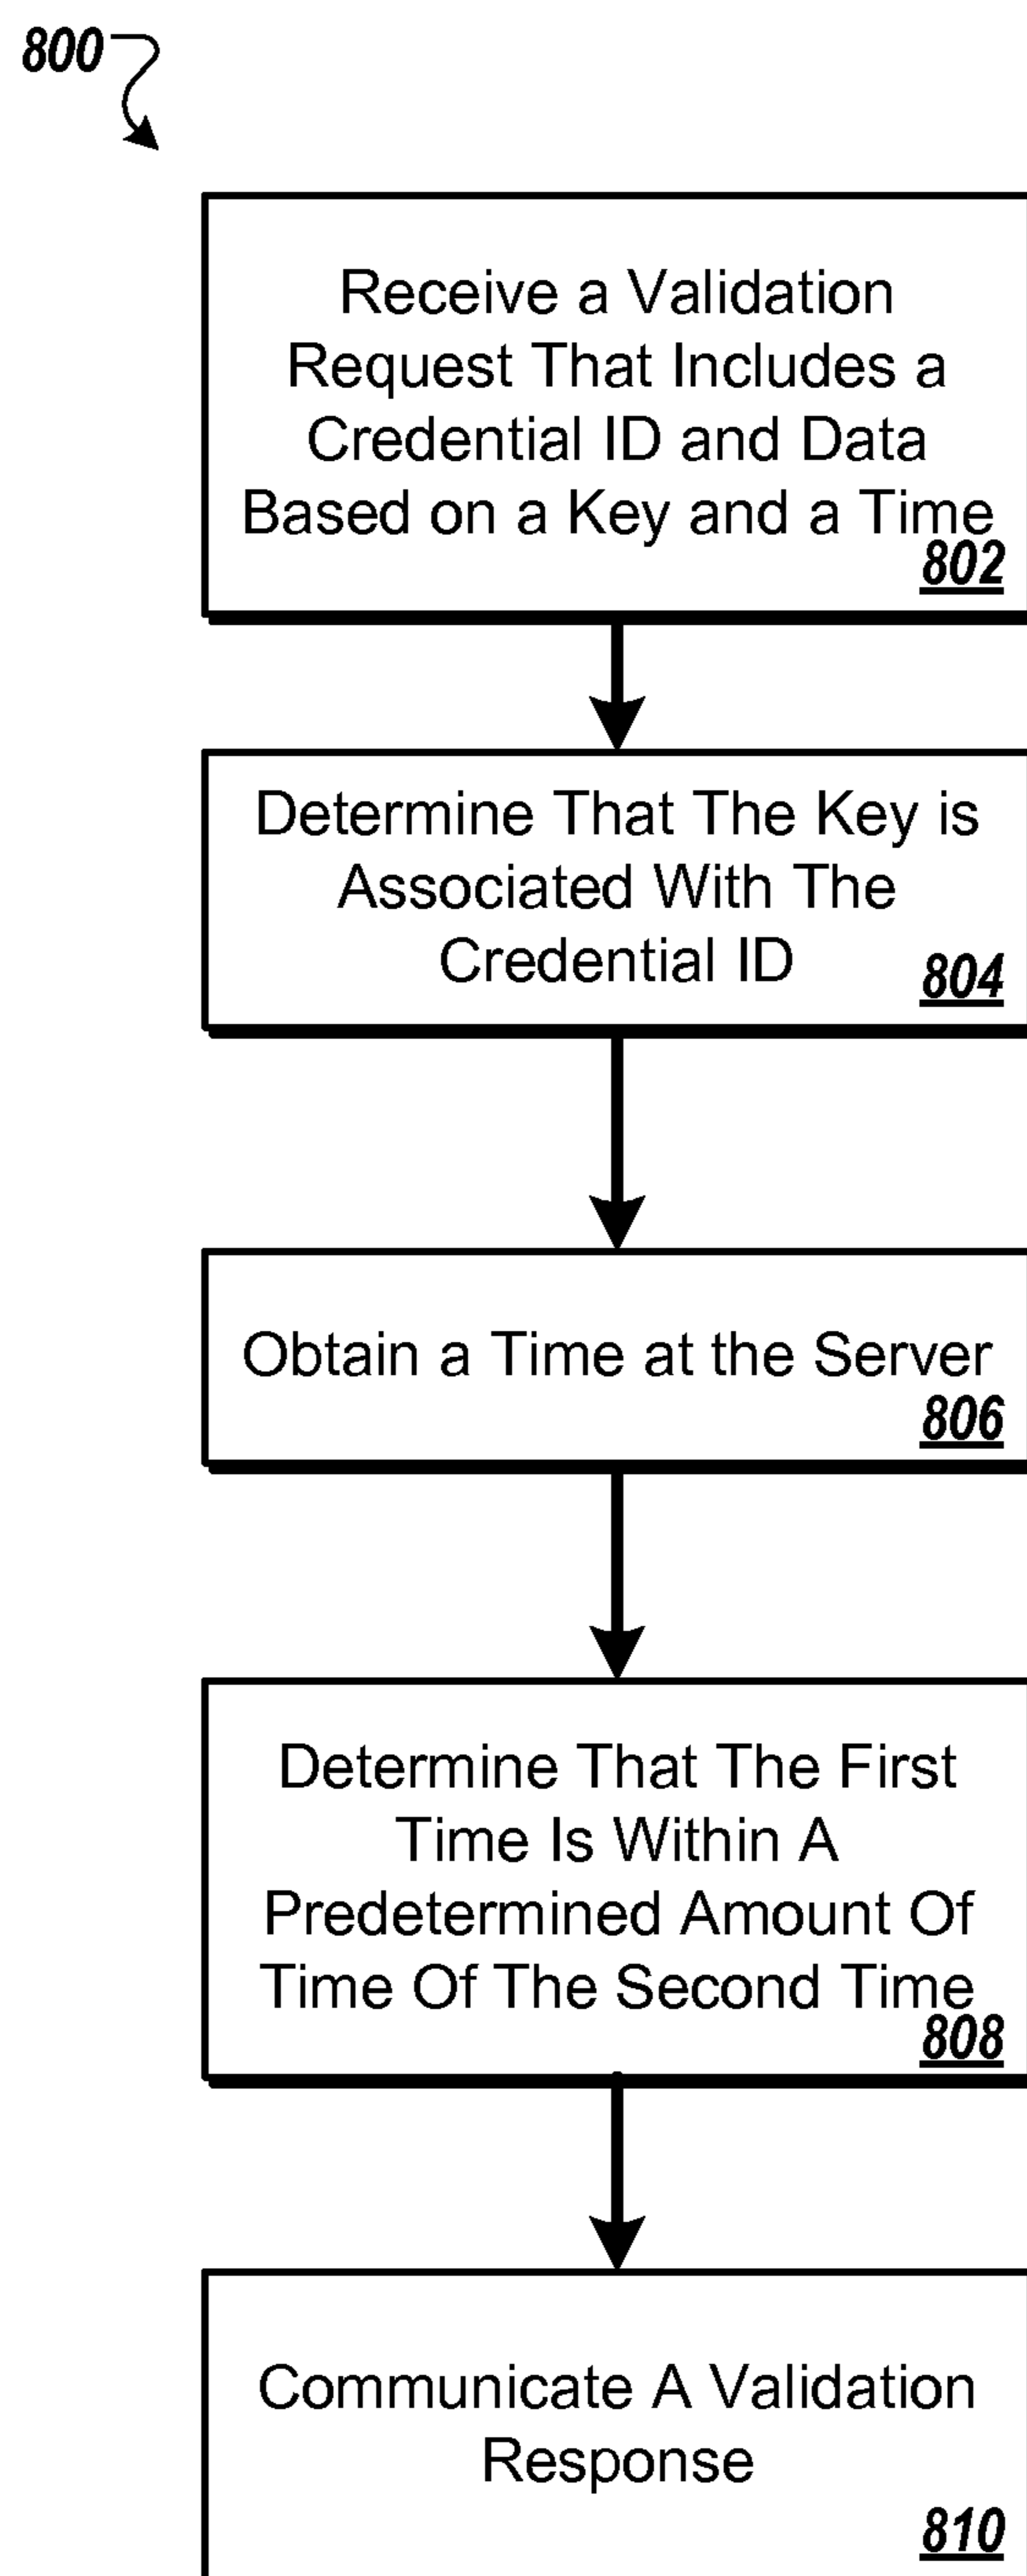 800
Receive a Validation
Request That Includes a
Credential ID and Data
Based on a Key and a Time
802
Determine That The Key is
Associated With The
Credential ID
804
Obtain a Time at the Server
806
Determine That The First
Time Is Within A
Predetermined Amount Of
Time Of The Second Time
808
Communicate A Validation
Response
810